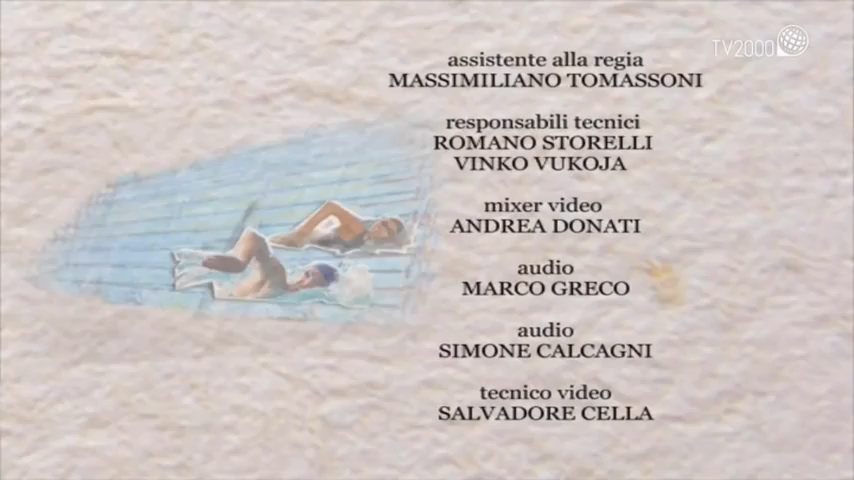 TV2000
assistente alla regia
MASSIMILIANO TOMASSONI
responsabili tecnici
ROMANO STORELLI
VINKO VUKOJA
mixer video
ANDREA DONATI
audio
MARCO GRECO
audio
SIMONE CALCAGNI
tecnico video
SALVADORE CELLA